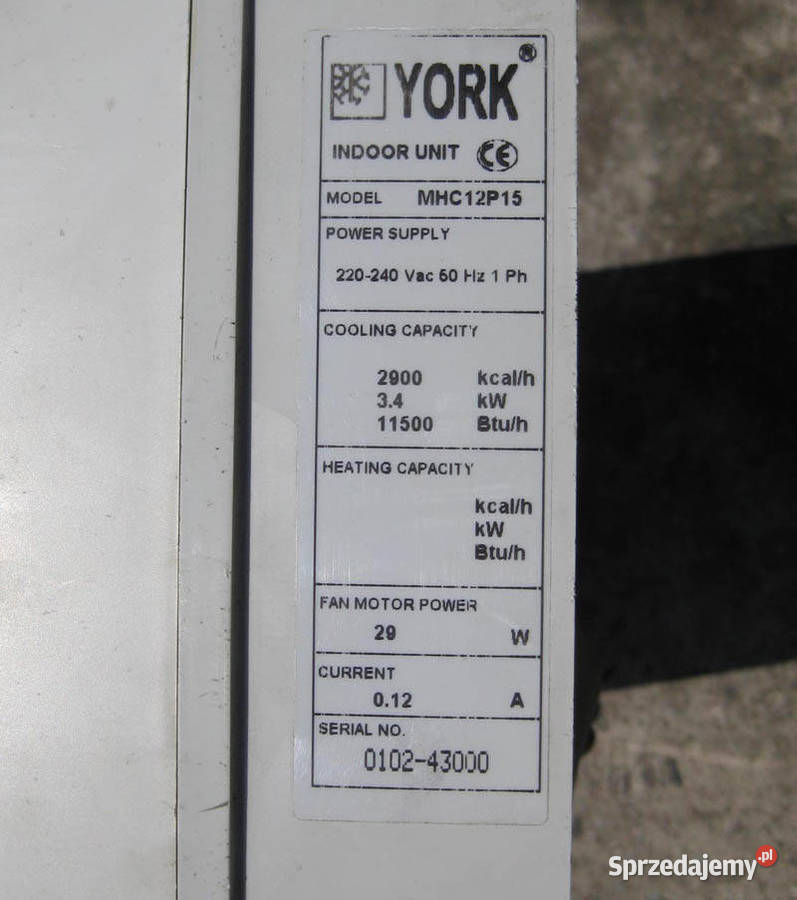 YORK®
INDOOR UNIT CE
MODEL MHC12P15
POWER SUPPLY
220-240 Vac 50 Hz 1 Ph
COOLING CAPACITY
2900 kcal/h
3.4 kW
11500 Btu/h
HEATING CAPACITY
kcal/h
kW
Btu/h
FAN MOTOR POWER
29 W
CURRENT
0.12 A
SERIAL NO.
0102-43000
Sprzedajemy.pl